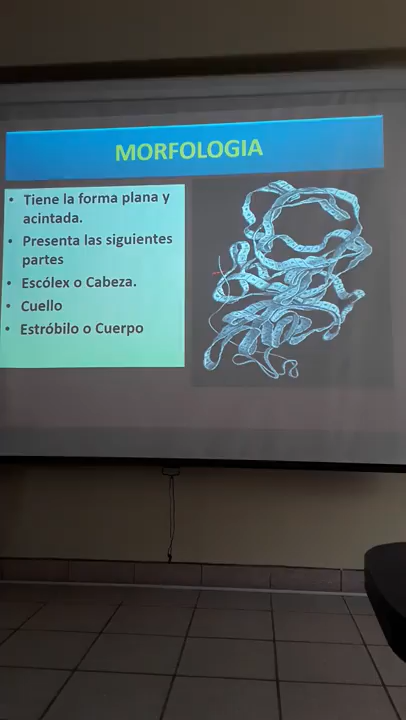 MORFOLOGIA
• Tiene la forma plana y
acintada.
• Presenta las siguientes
partes
• Escólex o Cabeza.
• Cuello
• Estróbilo o Cuerpo